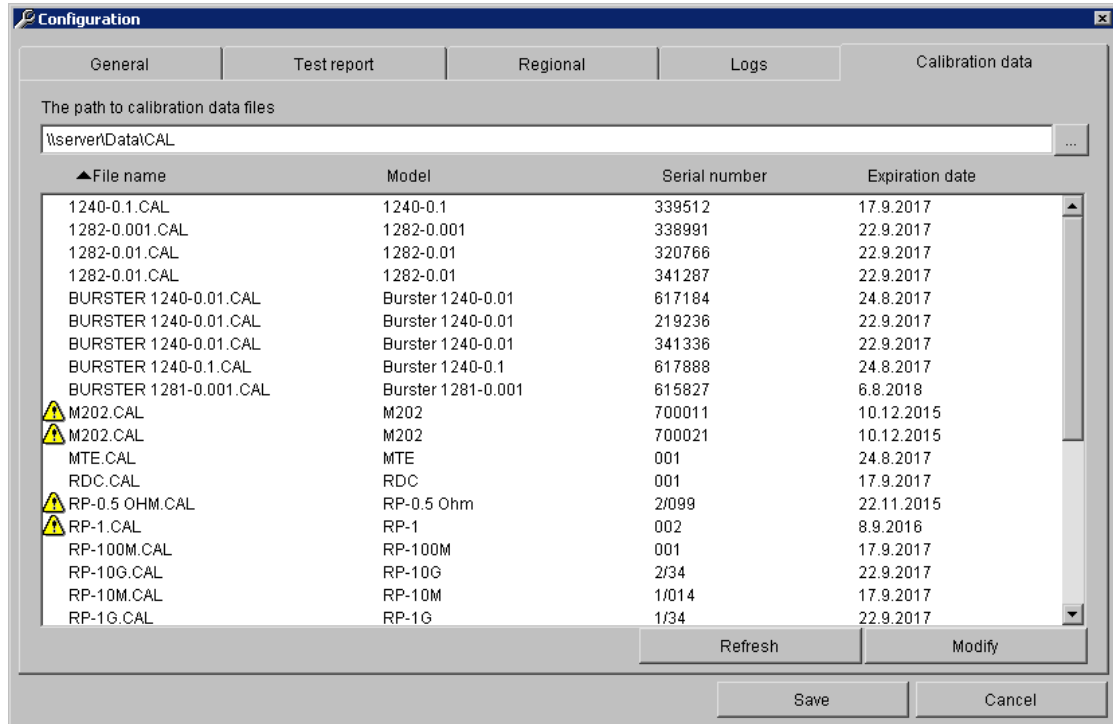 Configuration
General Test report Regional Logs Calibration data
The path to calibration data files
\\server\Data\CAL ...
File name Model Serial number Expiration date
1240-0.1.CAL 1240-0.1 339512 17.9.2017
1282-0.001.CAL 1282-0.001 338991 22.9.2017
1282-0.01.CAL 1282-0.01 320766 22.9.2017
1282-0.01.CAL 1282-0.01 341287 22.9.2017
BURSTER 1240-0.01.CAL Burster 1240-0.01 617184 24.8.2017
BURSTER 1240-0.01.CAL Burster 1240-0.01 219236 22.9.2017
BURSTER 1240-0.01.CAL Burster 1240-0.01 341336 22.9.2017
BURSTER 1240-0.1.CAL Burster 1240-0.1 617888 24.8.2017
BURSTER 1281-0.001.CAL Burster 1281-0.001 615827 6.8.2018
M202.CAL M202 700011 10.12.2015
M202.CAL M202 700021 10.12.2015
MTE.CAL MTE 001 24.8.2017
RDC.CAL RDC 001 17.9.2017
RP-0.5 OHM.CAL RP-0.5 Ohm 2/099 22.11.2015
RP-1.CAL RP-1 002 8.9.2016
RP-100M.CAL RP-100M 001 17.9.2017
RP-10G.CAL RP-10G 2/34 22.9.2017
RP-10M.CAL RP-10M 1/014 17.9.2017
RP-1G.CAL RP-1G 1/34 22.9.2017
Refresh Modify
Save Cancel